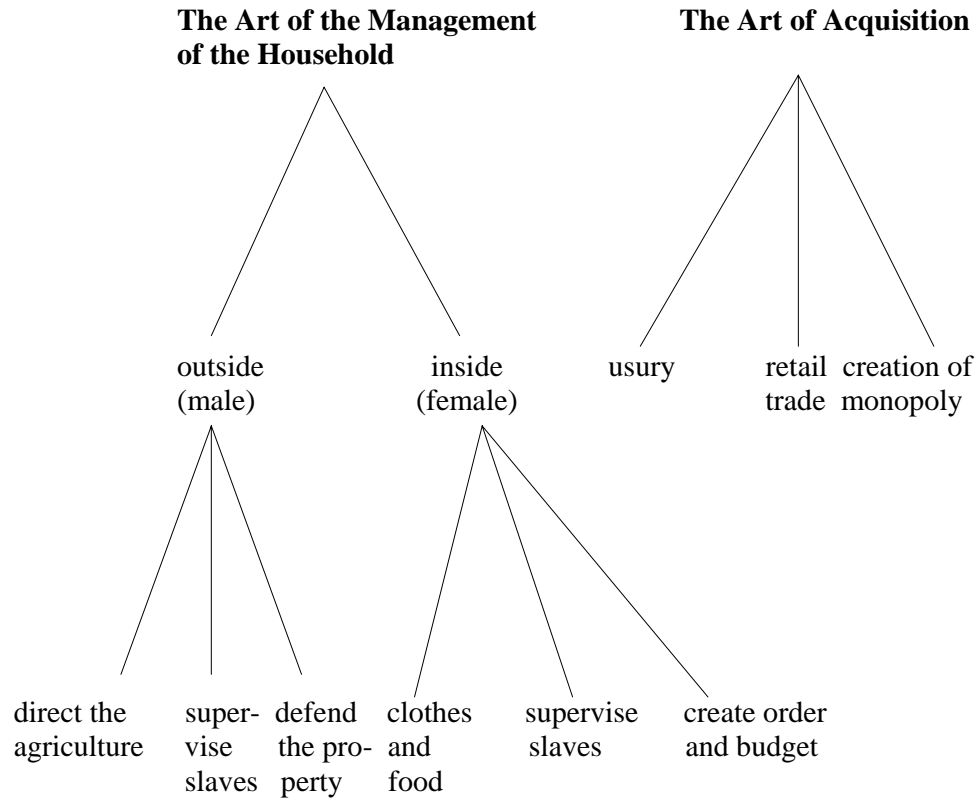 The Art of the Management
of the Household
The Art of Acquisition
outside
(male)
inside
(female)
usury
retail
trade
creation of
monopoly
direct the
agriculture
super-
vise
slaves
defend
the pro-
perty
clothes
and
food
supervise
slaves
create order
and budget